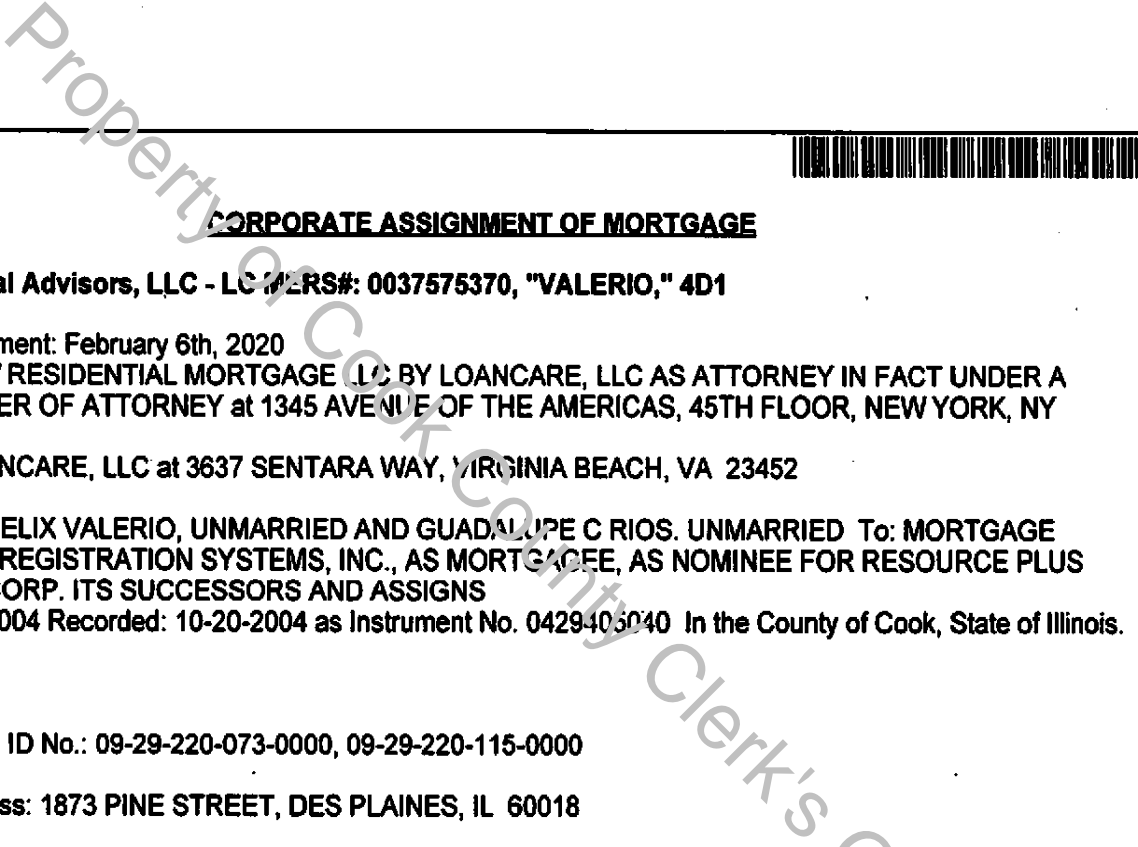 Property of Cook County Clerk's
CORPORATE ASSIGNMENT OF MORTGAGE
al Advisors, LLC - LC MERS#: 0037575370, "VALERIO," 4D1
ment: February 6th, 2020
RESIDENTIAL MORTGAGE LLC BY LOANCARE, LLC AS ATTORNEY IN FACT UNDER A
ER OF ATTORNEY at 1345 AVENUE OF THE AMERICAS, 45TH FLOOR, NEW YORK, NY
NCARE, LLC at 3637 SENTARA WAY, VIRGINIA BEACH, VA 23452
ELIX VALERIO, UNMARRIED AND GUADALUPE C RIOS. UNMARRIED To: MORTGAGE
REGISTRATION SYSTEMS, INC., AS MORTGAGEE, AS NOMINEE FOR RESOURCE PLUS
CORP. ITS SUCCESSORS AND ASSIGNS
004 Recorded: 10-20-2004 as Instrument No. In the County of Cook, State of Illinois.
ID No.: 09-29-220-073-0000, 09-29-220-115-0000
ss: 1873 PINE STREET, DES PLAINES, IL 60018